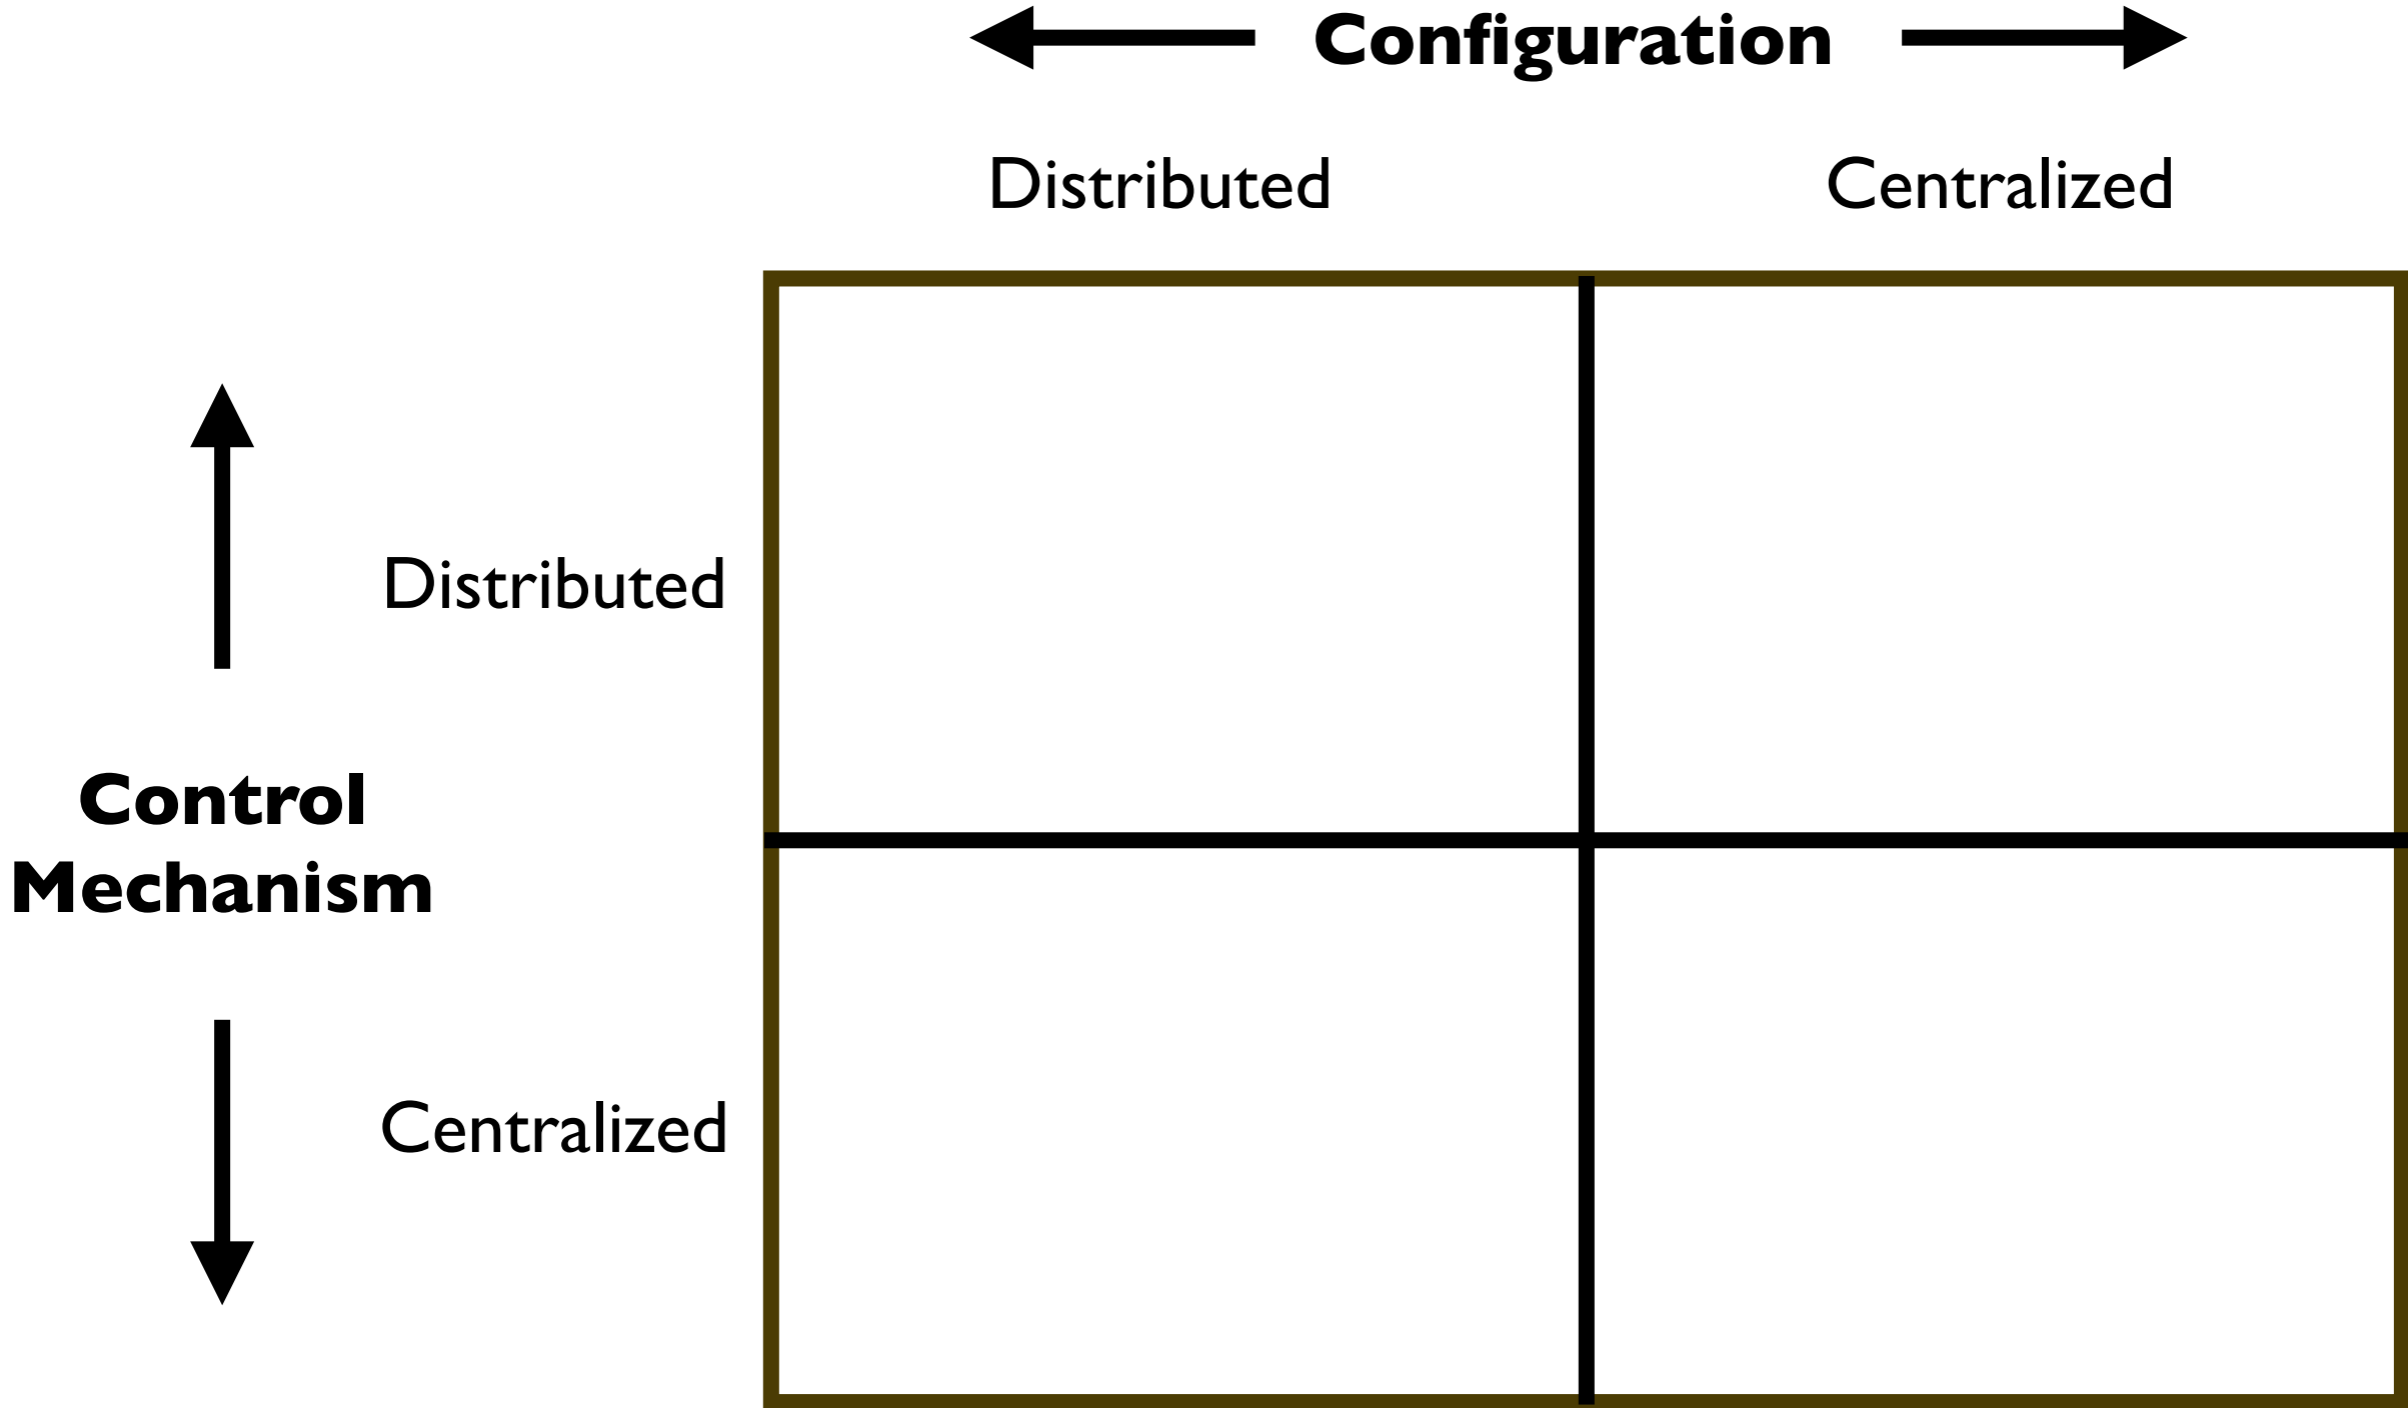 Configuration
Distributed
Centralized
Distributed
Control
Mechanism
Centralized